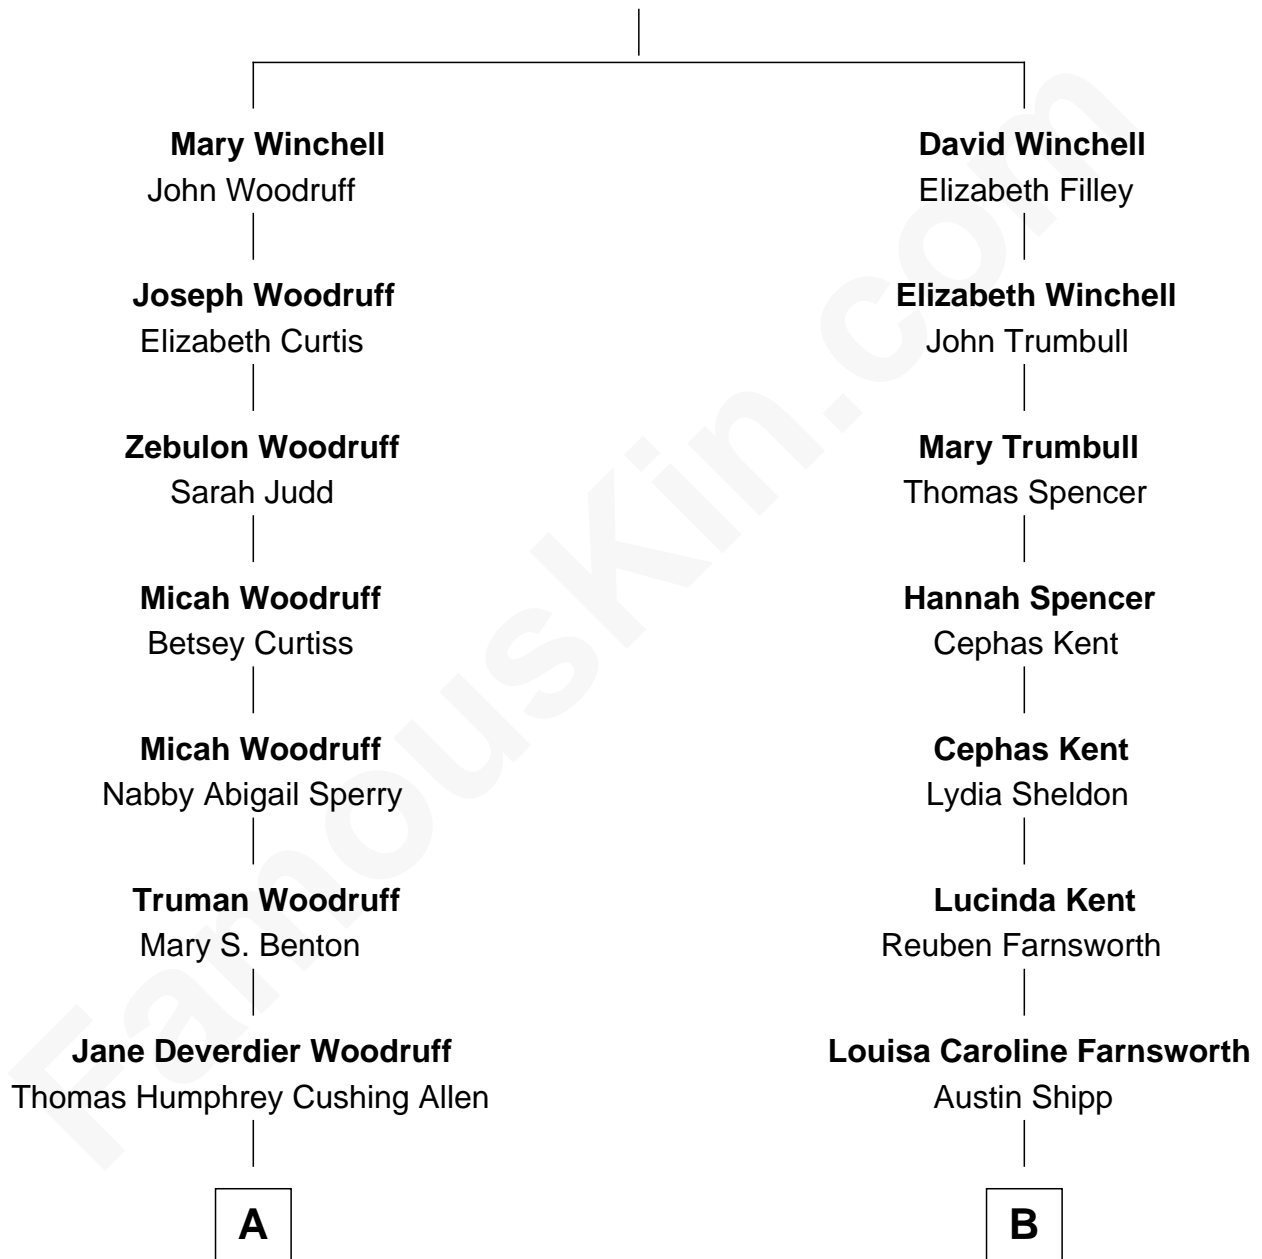 Mary Winchell
John Woodruff
Joseph Woodruff
Elizabeth Curtis
Zebulon Woodruff
Sarah Judd
Micah Woodruff
Betsey Curtiss
Micah Woodruff
Nabby Abigail Sperry
Truman Woodruff
Mary S. Benton
Jane Deverdier Woodruff
Thomas Humphrey Cushing Allen
A
David Winchell
Elizabeth Filley
Elizabeth Winchell
John Trumbull
Mary Trumbull
Thomas Spencer
Hannah Spencer
Cephas Kent
Cephas Kent
Lydia Sheldon
Lucinda Kent
Reuben Farnsworth
Louisa Caroline Farnsworth
Austin Shipp
B
FamousKin.com